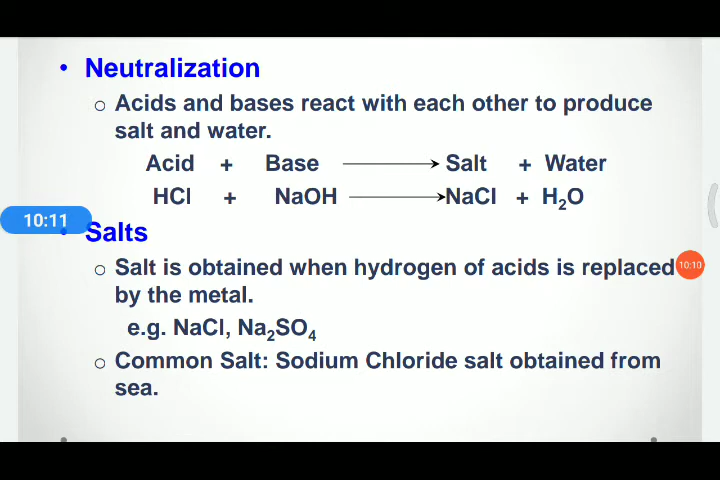 • Neutralization
○ Acids and bases react with each other to produce
salt and water.
Acid + Base ⟶ Salt + Water
HCl + NaOH ⟶ NaCl + H₂O
10:11
• Salts
○ Salt is obtained when hydrogen of acids is replaced
10:10
by the metal.
e.g. NaCl, Na₂SO₄
○ Common Salt: Sodium Chloride salt obtained from
sea.